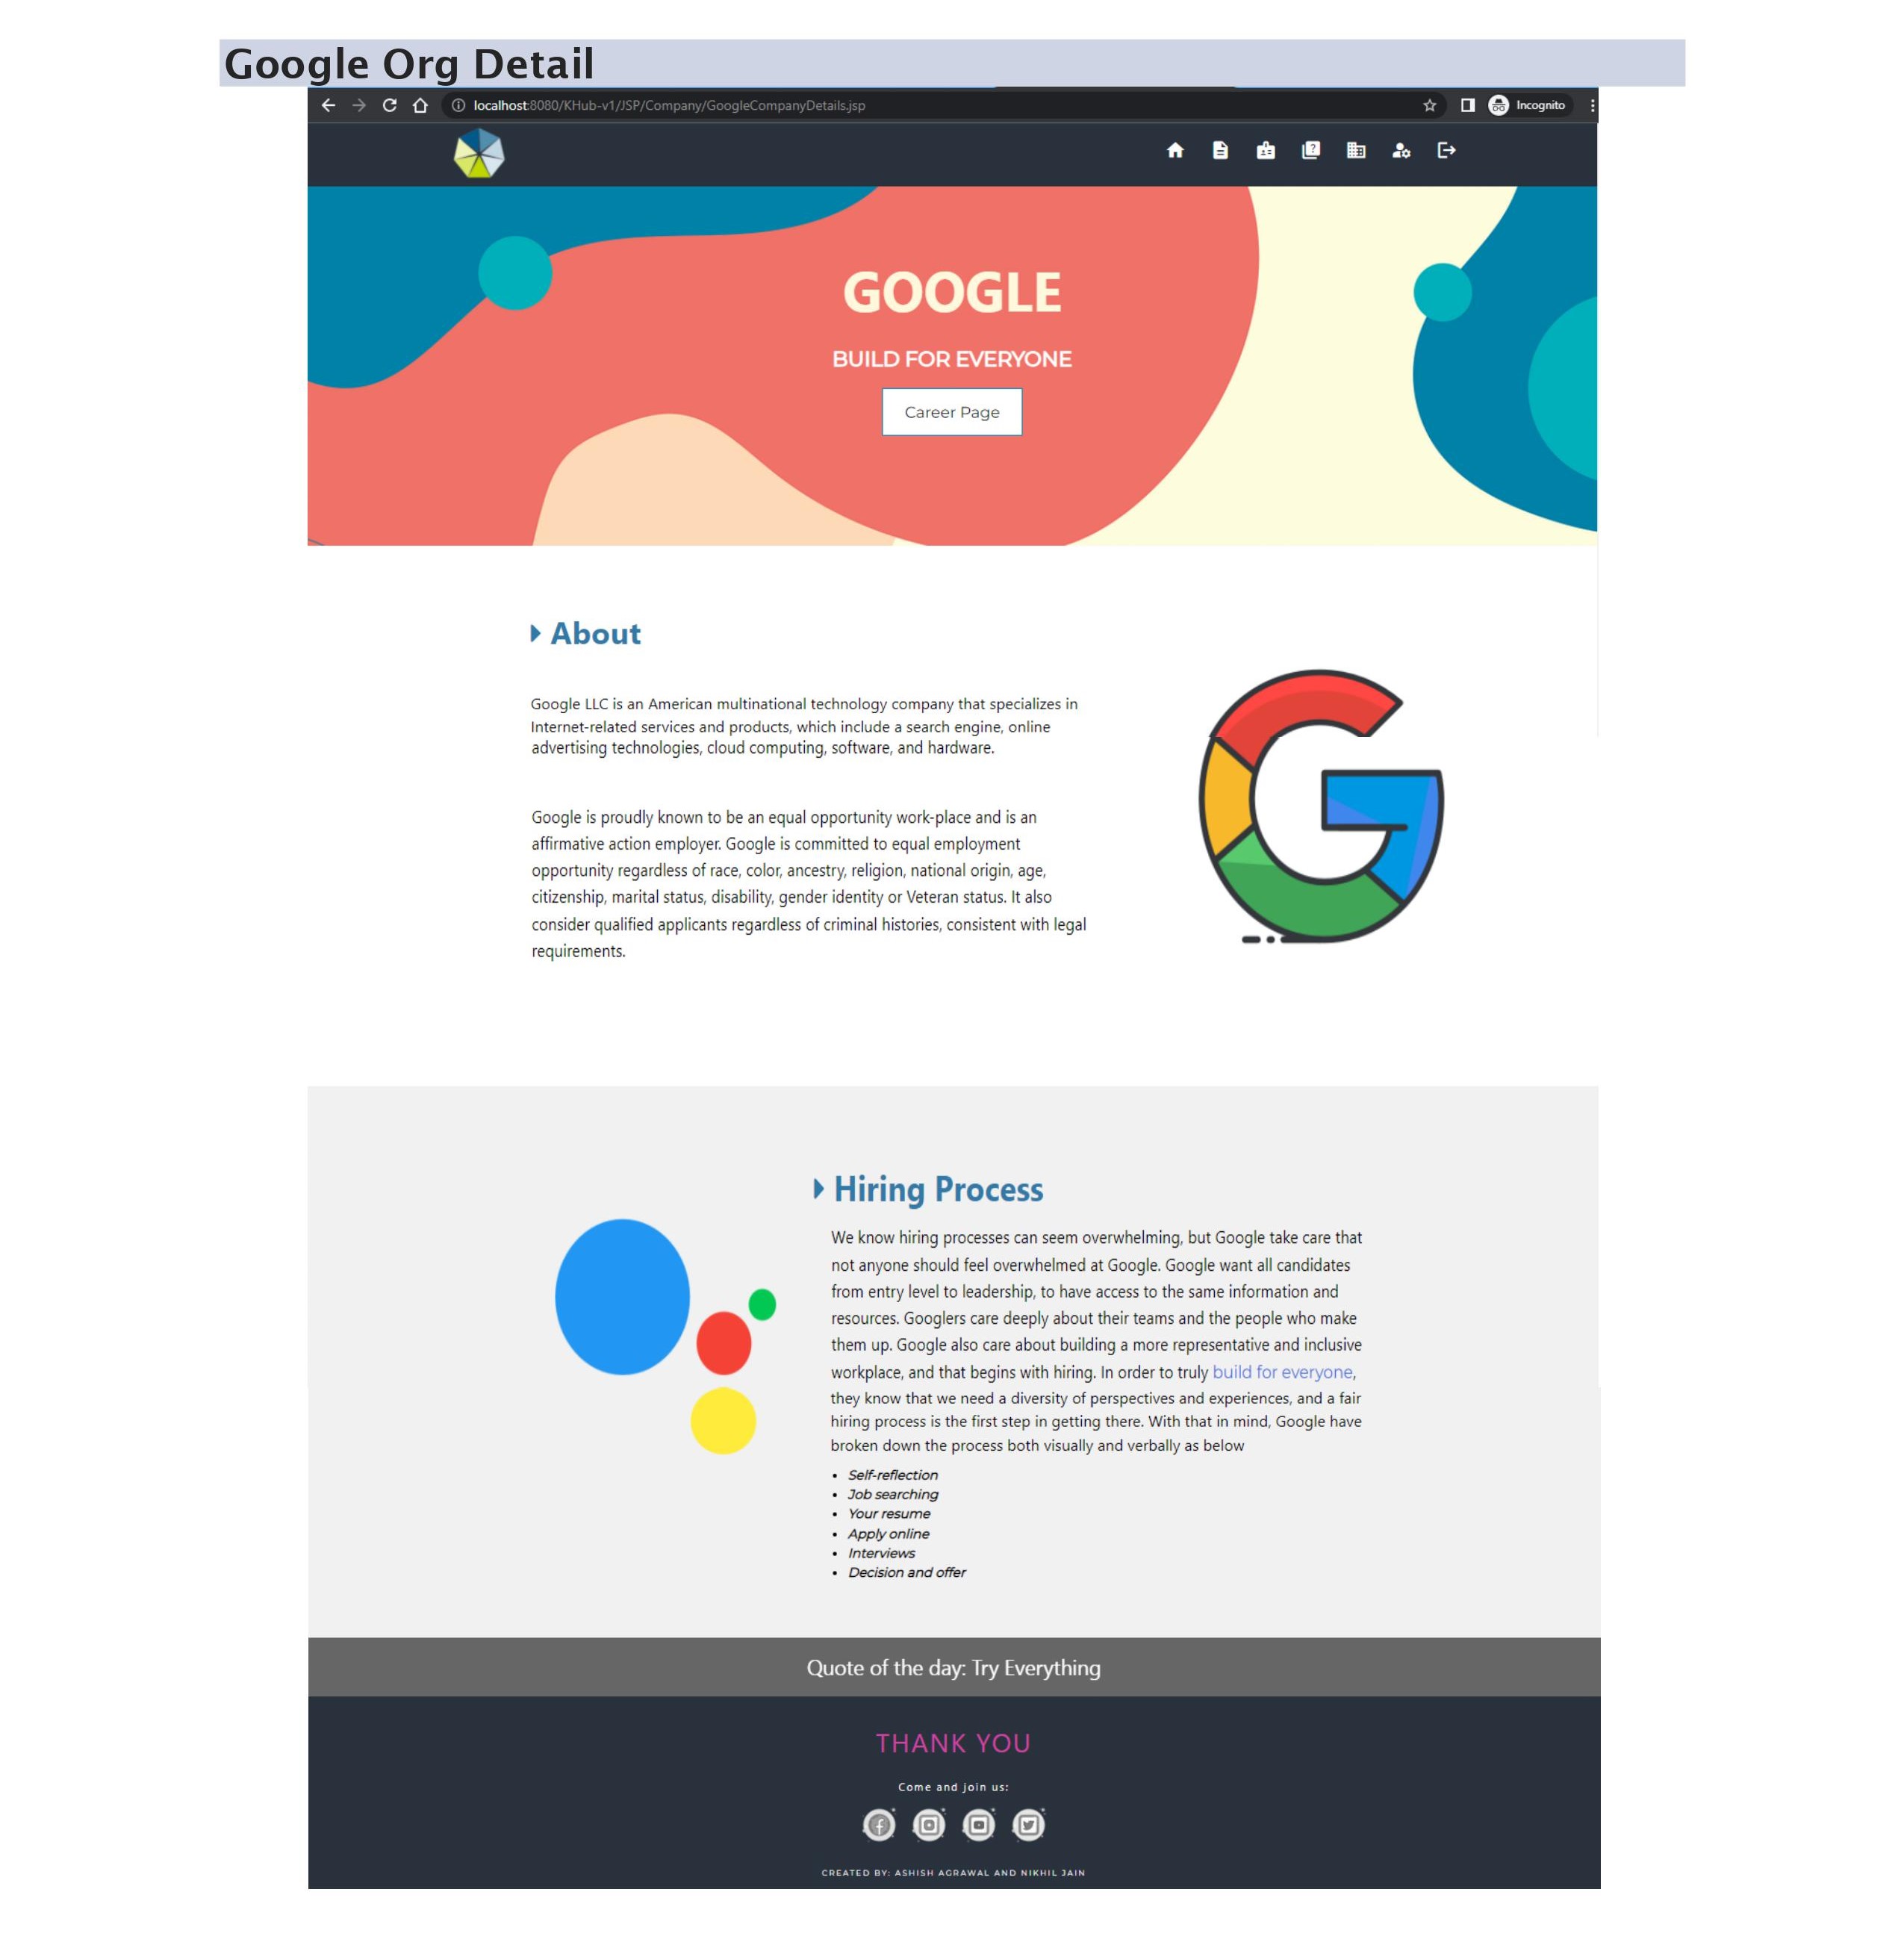 Google Org Detail
localhost:8080/KHub-v1/JSP/Company/GoogleCompanyDetails.jsp
Incognito
GOOGLE
BUILD FOR EVERYONE
Career Page
About
Google LLC is an American multinational technology company that specializes in
Internet-related services and products, which include a search engine, online
advertising technologies, cloud computing, software, and hardware.
Google is proudly known to be an equal opportunity work-place and is an
affirmative action employer. Google is committed to equal employment
opportunity regardless of race, color, ancestry, religion, national origin, age,
citizenship, marital status, disability, gender identity or Veteran status. It also
consider qualified applicants regardless of criminal histories, consistent with legal
requirements.
Hiring Process
We know hiring processes can seem overwhelming, but Google take care that
not anyone should feel overwhelmed at Google. Google want all candidates
from entry level to leadership, to have access to the same information and
resources. Googlers care deeply about their teams and the people who make
them up. Google also care about building a more representative and inclusive
workplace, and that begins with hiring. In order to truly build for everyone,
they know that we need a diversity of perspectives and experiences, and a fair
hiring process is the first step in getting there. With that in mind, Google have
broken down the process both visually and verbally as below
• Self-reflection
• Job searching
• Your resume
• Apply online
• Interviews
• Decision and offer
Quote of the day: Try Everything
THANK YOU
Come and join us:
CREATED BY: ASHISH AGRAWAL AND NIKHIL JAIN